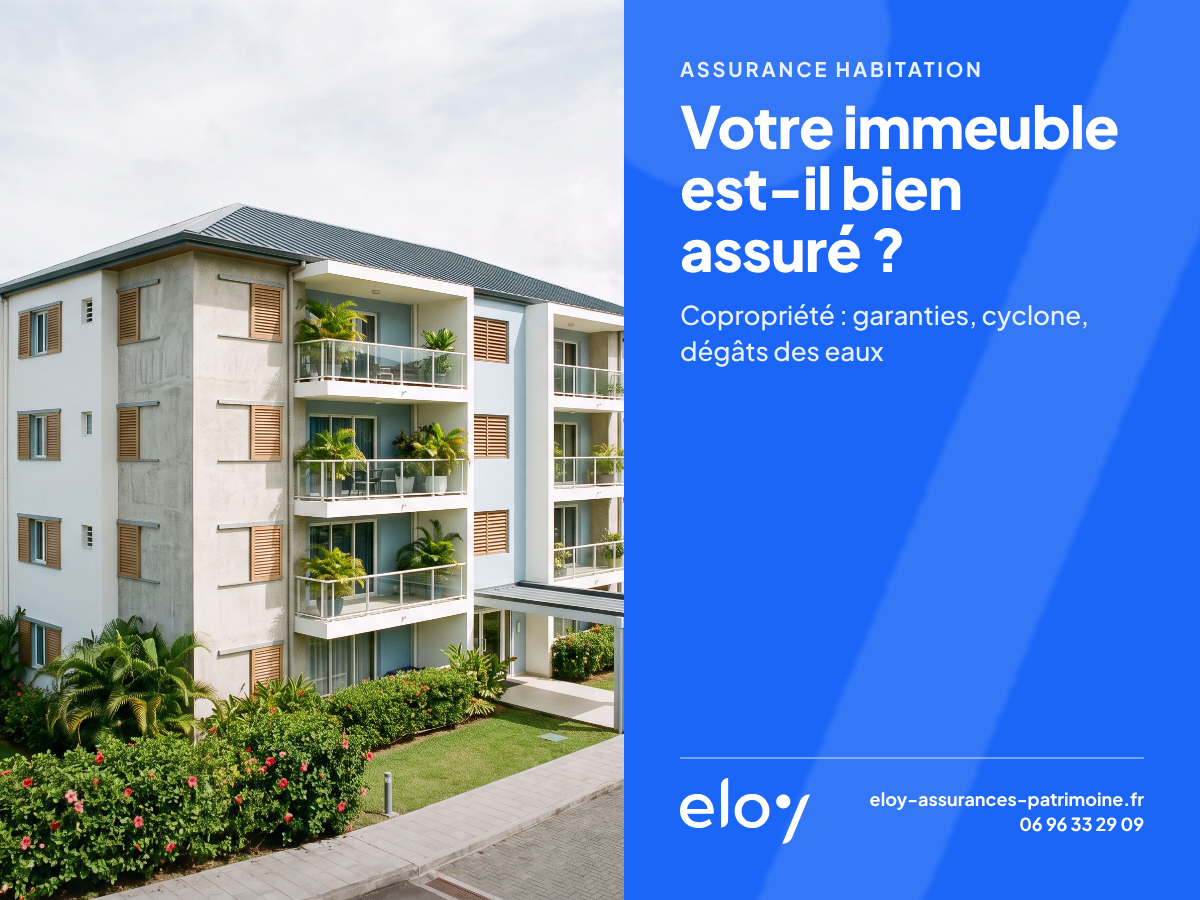 ASSURANCE HABITATION
Votre immeuble
est-il bien
assuré ?
Copropriété : garanties, cyclone,
dégâts des eaux
eloy
eloy-assurances-patrimoine.fr
06 96 33 29 09